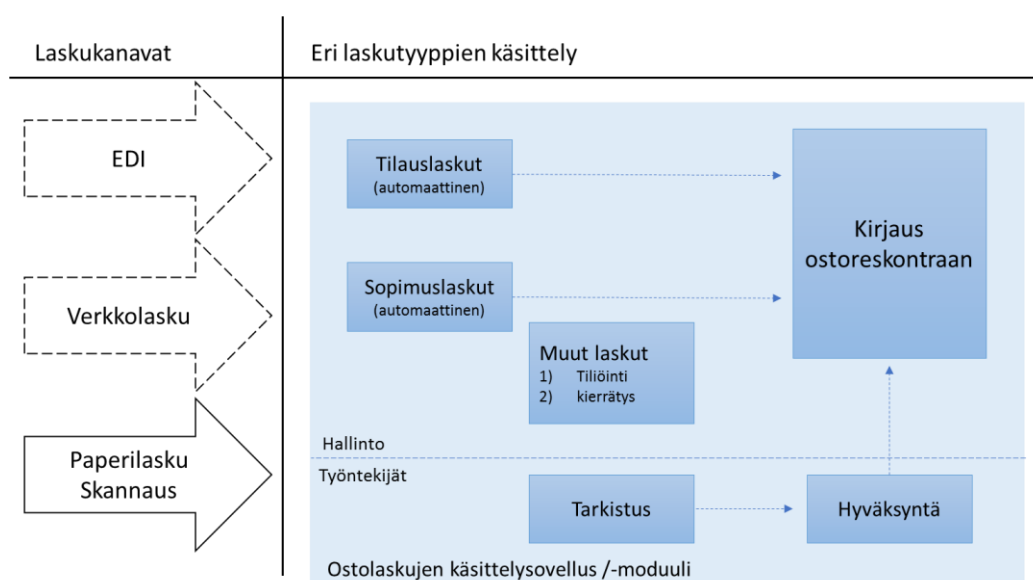 Laskukanavat
Eri laskutyyppien käsittely
EDI
Verkkolasku
Paperilasku
Skannaus
Tilauslaskut
(automaattinen)
Sopimuslaskut
(automaattinen)
Muut laskut
1) Tiliöinti
2) kierrätys
Kirjaus
ostoreskontraan
Hallinto
Työntekijät
Tarkistus
Hyväksyntä
Ostolaskujen käsittelysovellus /-moduuli